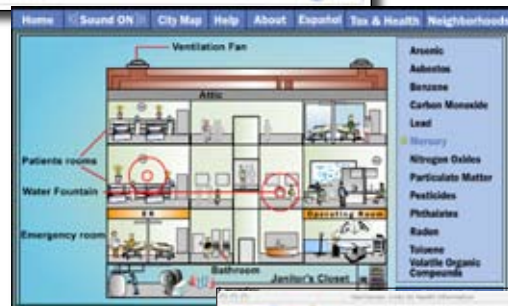 Home Sound ON City Map Help About Español Tox & Health Neighborhoods
Ventilation Fan
Attic
Patients rooms
Water Fountain
ER
Operating Room
Emergency room
Bathroom
Janitor's Closet
Arsenic
Asbestos
Benzene
Carbon Monoxide
Lead
Mercury
Nitrogen Oxides
Particulate Matter
Pesticides
Phthalates
Radon
Toluene
Volatile Organic
Compounds